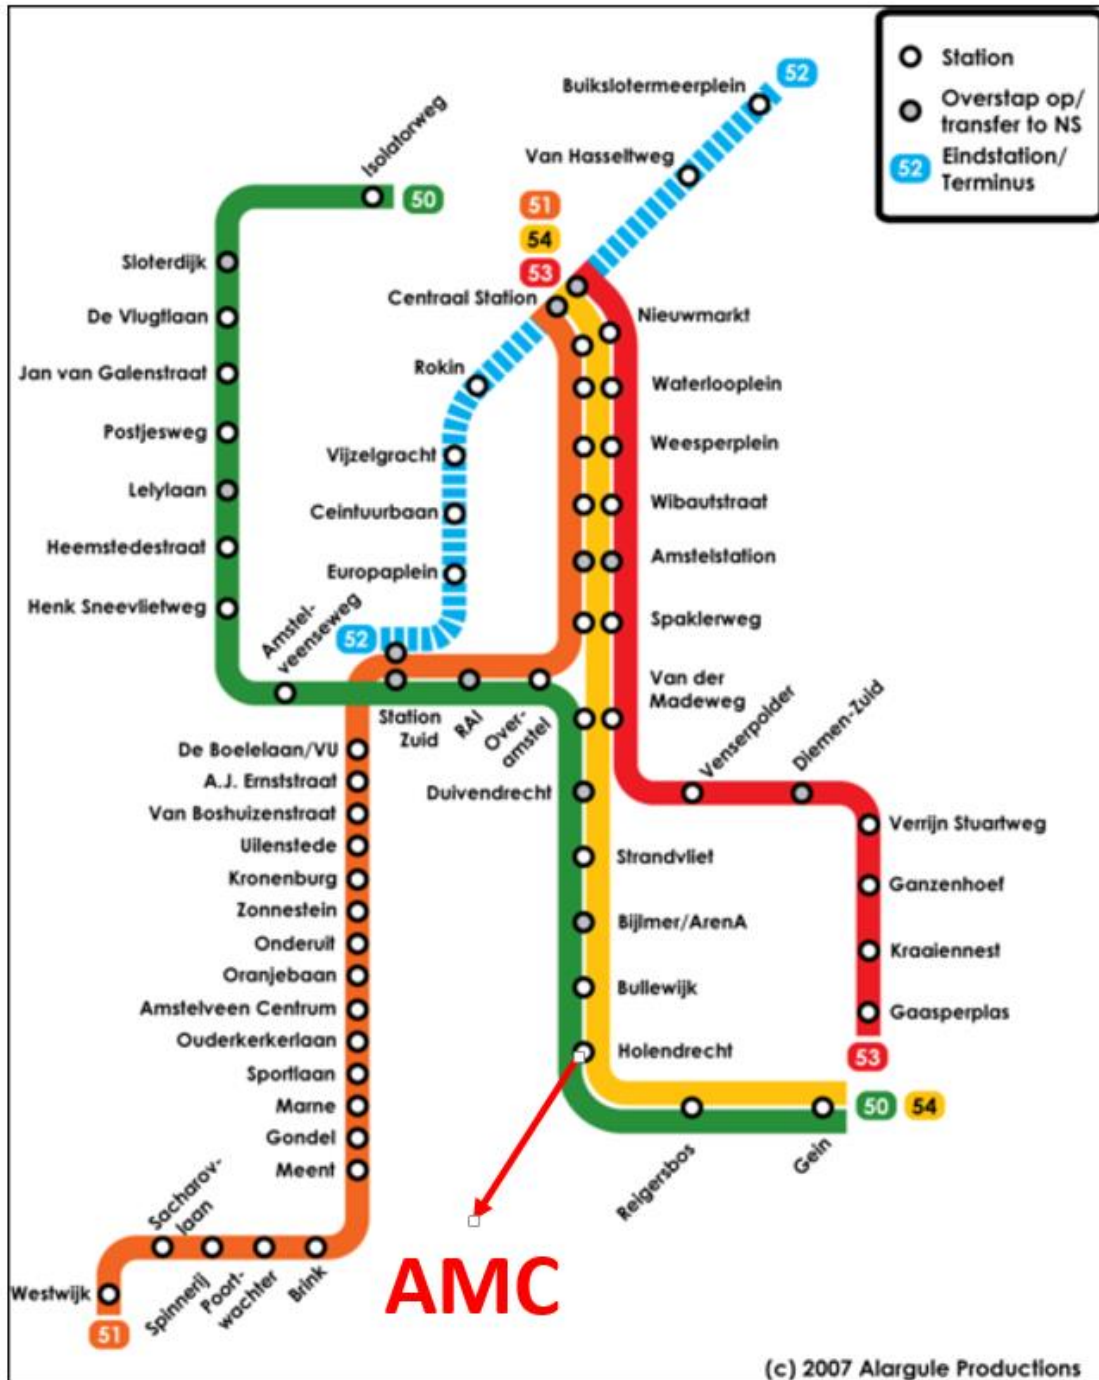 Station
Overstap op/
transfer to NS
52
Eindstation/
Terminus
Buikslotermeerplein
52
Van Hasseltweg
Isolatorweg
50
51
54
53
Centraal Station
Nieuwmarkt
Sloterdijk
De Vlugtlaan
Jan van Galenstraat
Postjesweg
Lelylaan
Heemstedestraat
Henk Sneevlietweg
Amstel-
veenseweg
Rokin
Vijzelgracht
Ceintuurbaan
Europaplein
52
Waterlooplein
Weesperplein
Wibautstraat
Amstelstation
Spaklerweg
Van der
Madeweg
Station
Zuid
RAI
Over-
amstel
Venserpolder
Diemen-Zuid
De Boelelaan/VU
A.J. Ernststraat
Van Boshuizenstraat
Uilenstede
Kronenburg
Zonnestein
Onderuit
Oranjebaan
Amstelveen Centrum
Ouderkerkerlaan
Sportlaan
Marne
Gondel
Meent
Duivendrecht
Strandvliet
Bijlmer/ArenA
Bullewijk
Holendrecht
Verrijn Stuartweg
Ganzenhoef
Kraaiennest
Gaasperplas
53
50
54
Reigersbos
Gein
Sacharov-
laan
Westwijk
Spinnerij
Poort-
wachter
Brink
51
AMC
(c) 2007 Alargule Productions